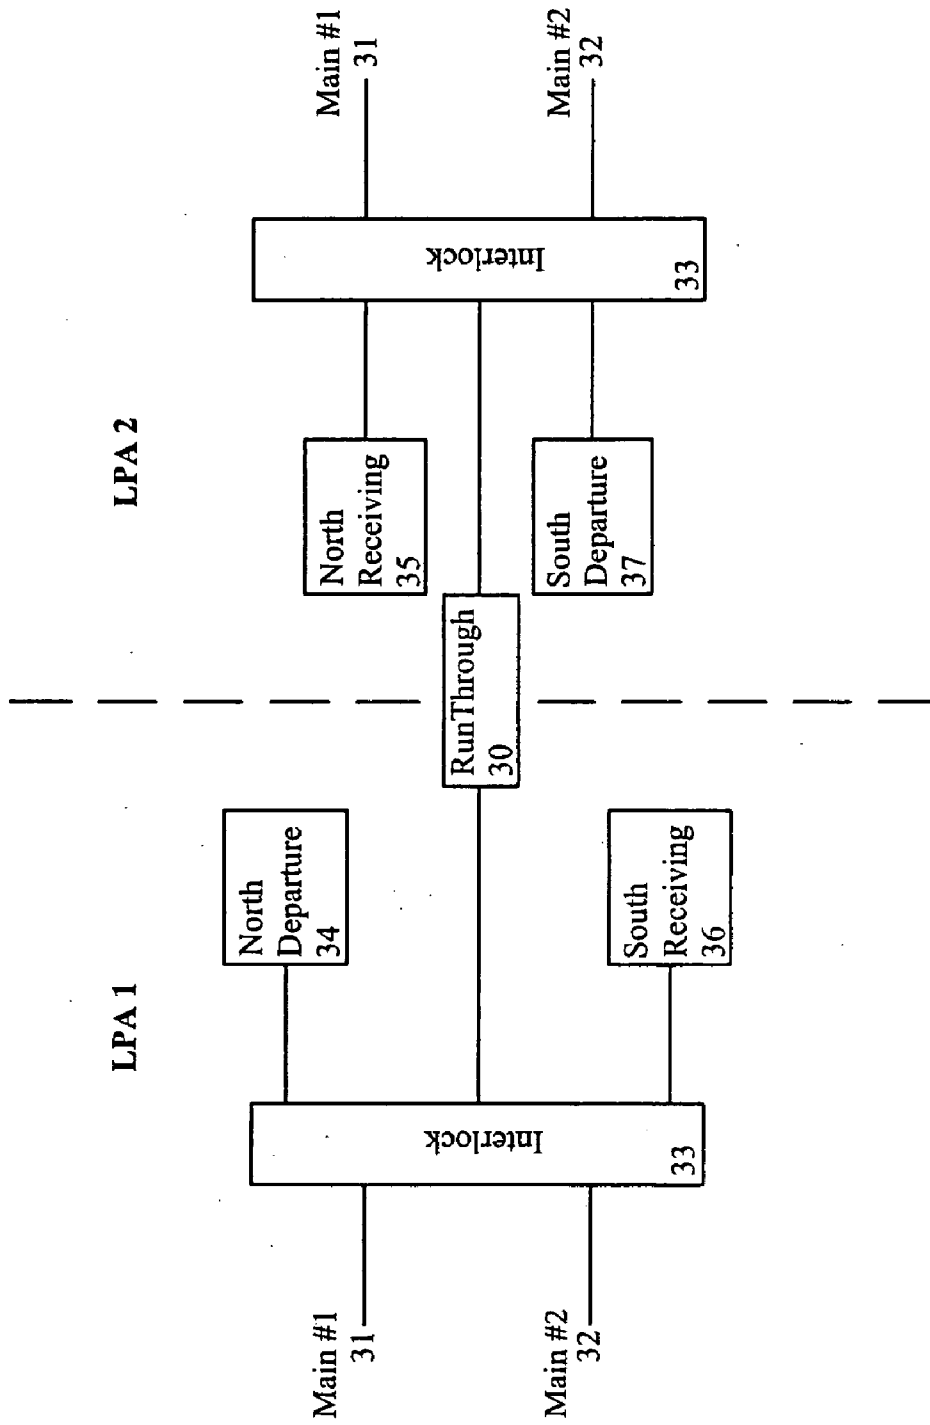 LPA 1
LPA 2
Main #1
31
Main #2
32
Interlock
33
North
Departure
34
South
Receiving
36
RunThrough
30
North
Receiving
35
South
Departure
37
Interlock
33
Main #1
31
Main #2
32